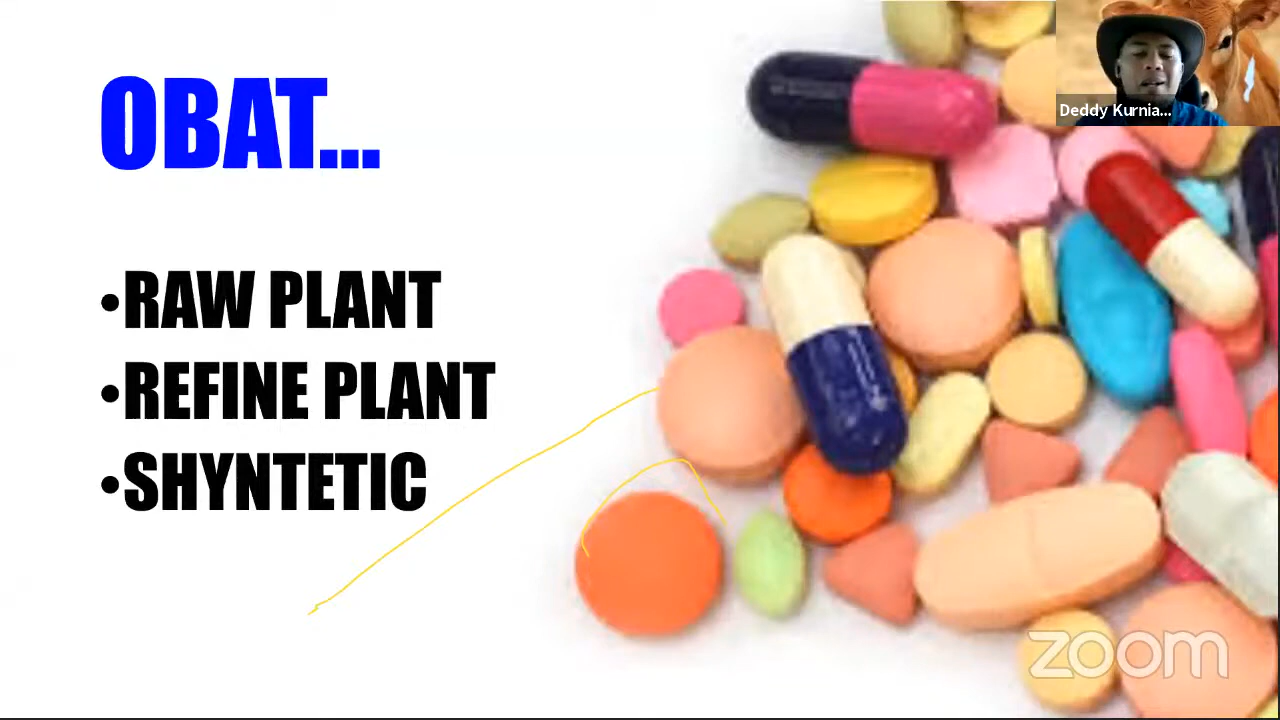 OBAT...
•RAW PLANT
•REFINE PLANT
•SHYNTETIC
Deddy Kurnia...
zoom